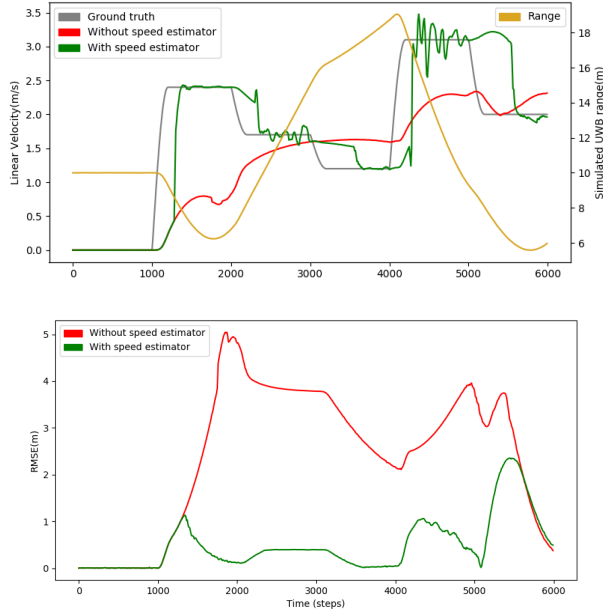 Ground truth
Without speed estimator
With speed estimator
Range
3.5
3.0
2.5
2.0
1.5
1.0
0.5
0.0
Linear Velocity(m/s)
18
16
14
12
10
8
6
Simulated UWB range(m)
0 1000 2000 3000 4000 5000 6000
Without speed estimator
With speed estimator
5
4
3
2
1
0
RMSE(m)
0 1000 2000 3000 4000 5000 6000
Time (steps)